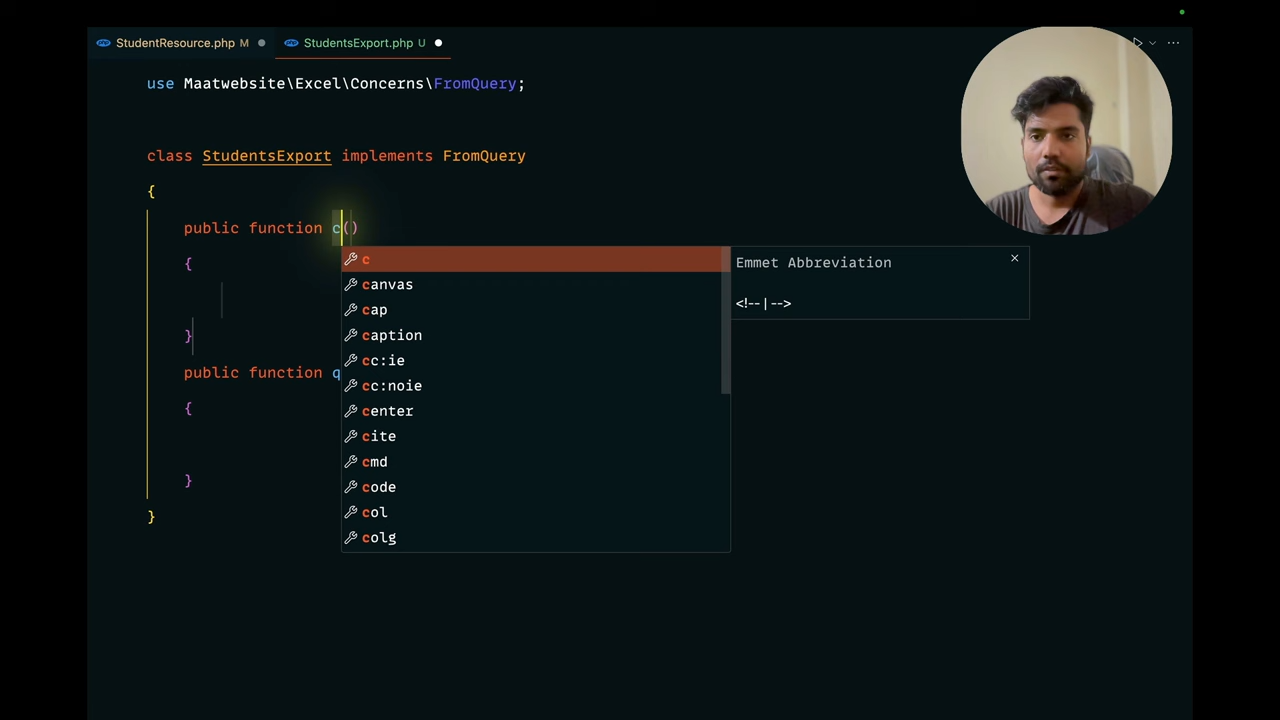 StudentResource.php M
StudentsExport.php U
use Maatwebsite\Excel\Concerns\FromQuery;
class StudentsExport implements FromQuery
{
public function c()
{
}
public function q
{
}
}
c
canvas
cap
caption
cc:ie
cc:noie
center
cite
cmd
code
col
colg
Emmet Abbreviation
<!--|-->